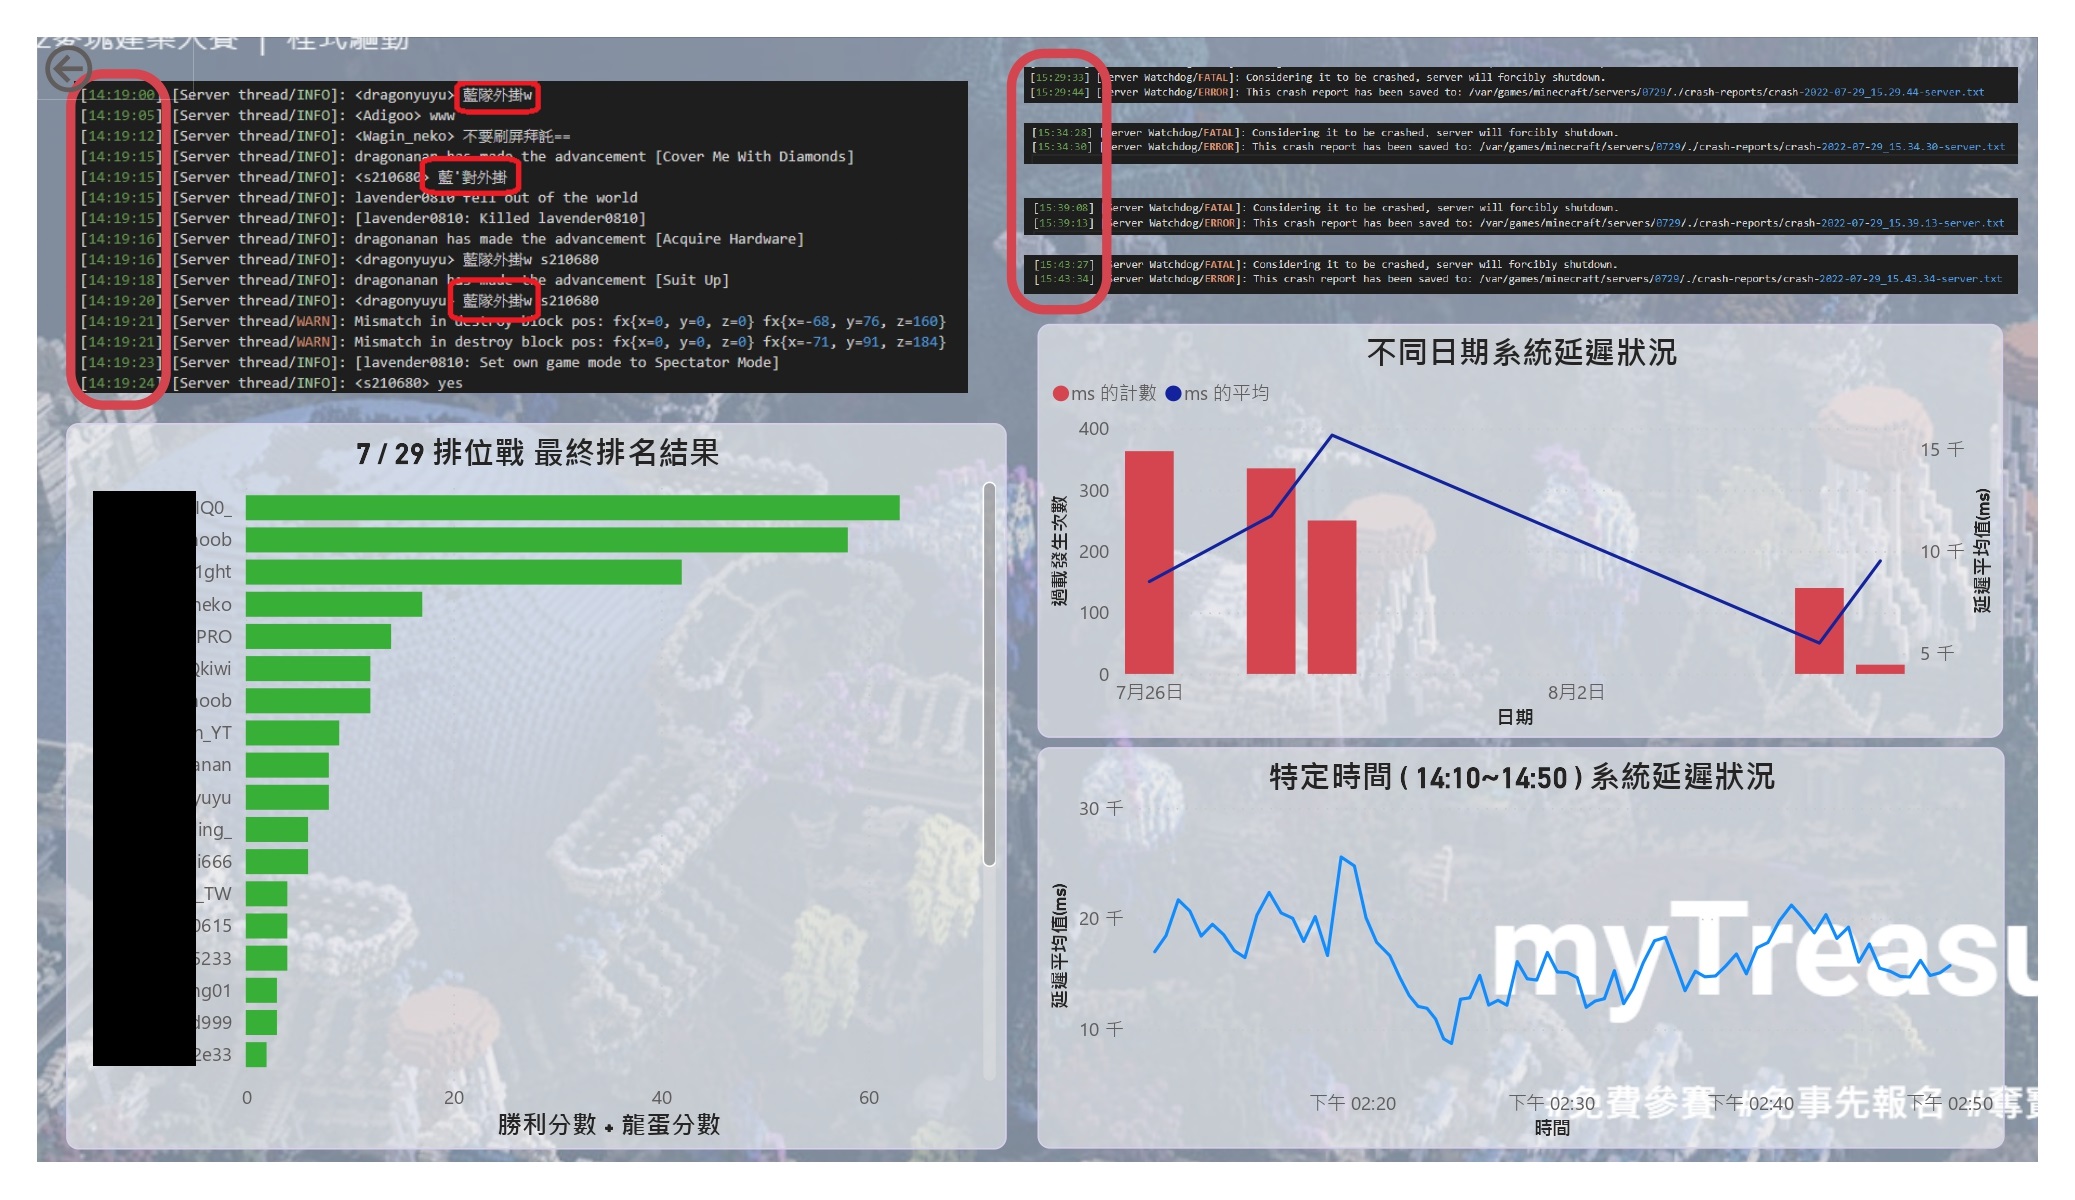 麥塊建築大賽 | 程式驅動
[14:19:00] [Server thread/INFO]: <dragonyuyu> 藍隊外掛w
[14:19:05] [Server thread/INFO]: <Adigoo> www
[14:19:12] [Server thread/INFO]: <Wagin_neko> 不要刷屏拜託==
[14:19:15] [Server thread/INFO]: dragonanan has made the advancement [Cover Me With Diamonds]
[14:19:15] [Server thread/INFO]: <s210680> 藍'對外掛
[14:19:15] [Server thread/INFO]: lavender0810 fell out of the world
[14:19:15] [Server thread/INFO]: [lavender0810: Killed lavender0810]
[14:19:16] [Server thread/INFO]: dragonanan has made the advancement [Acquire Hardware]
[14:19:16] [Server thread/INFO]: <dragonyuyu> 藍隊外掛w s210680
[14:19:18] [Server thread/INFO]: dragonanan has made the advancement [Suit Up]
[14:19:20] [Server thread/INFO]: <dragonyuyu> 藍隊外掛w s210680
[14:19:21] [Server thread/WARN]: Mismatch in destroy block pos: fx{x=0, y=0, z=0} fx{x=-68, y=76, z=160}
[14:19:21] [Server thread/WARN]: Mismatch in destroy block pos: fx{x=0, y=0, z=0} fx{x=-71, y=91, z=184}
[14:19:23] [Server thread/INFO]: [lavender0810: Set own game mode to Spectator Mode]
[14:19:24] [Server thread/INFO]: <s210680> yes
[15:29:33] [Server Watchdog/FATAL]: Considering it to be crashed, server will forcibly shutdown.
[15:29:44] [Server Watchdog/ERROR]: This crash report has been saved to: /var/games/minecraft/servers/0729/./crash-reports/crash-2022-07-29_15.29.44-server.txt
[15:34:28] [Server Watchdog/FATAL]: Considering it to be crashed, server will forcibly shutdown.
[15:34:30] [Server Watchdog/ERROR]: This crash report has been saved to: /var/games/minecraft/servers/0729/./crash-reports/crash-2022-07-29_15.34.30-server.txt
[15:39:08] [Server Watchdog/FATAL]: Considering it to be crashed, server will forcibly shutdown.
[15:39:13] [Server Watchdog/ERROR]: This crash report has been saved to: /var/games/minecraft/servers/0729/./crash-reports/crash-2022-07-29_15.39.13-server.txt
[15:43:27] [Server Watchdog/FATAL]: Considering it to be crashed, server will forcibly shutdown.
[15:43:34] [Server Watchdog/ERROR]: This crash report has been saved to: /var/games/minecraft/servers/0729/./crash-reports/crash-2022-07-29_15.43.34-server.txt
7 / 29 排位戰 最終排名結果
IQ0_
noob
1ght
neko
PRO
Qkiwi
noob
n_YT
anan
yuyu
ing_
i666
_TW
0615
5233
ng01
d999
2e33
0 20 40 60
勝利分數 + 龍蛋分數
不同日期系統延遲狀況
ms 的計數 ms 的平均
400
300
200
100
0
過載發生次數
15 千
10 千
5 千
延遲平均值(ms)
7月26日 8月2日
日期
特定時間 ( 14:10~14:50 ) 系統延遲狀況
30 千
20 千
10 千
延遲平均值(ms)
myTreasu
#免費參賽 #免事先報名 #奪寶
下午 02:20 下午 02:30 下午 02:40 下午 02:50
時間